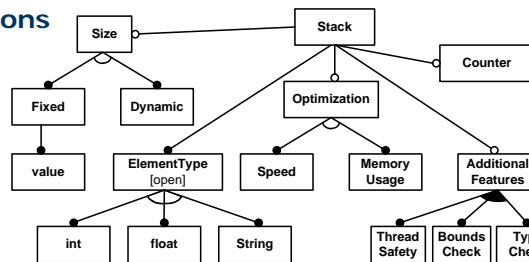 ons
Size
Stack
Counter
Fixed
Dynamic
Optimization
value
ElementType
[open]
Speed
Memory
Usage
Additional
Features
int
float
String
Thread
Safety
Bounds
Check